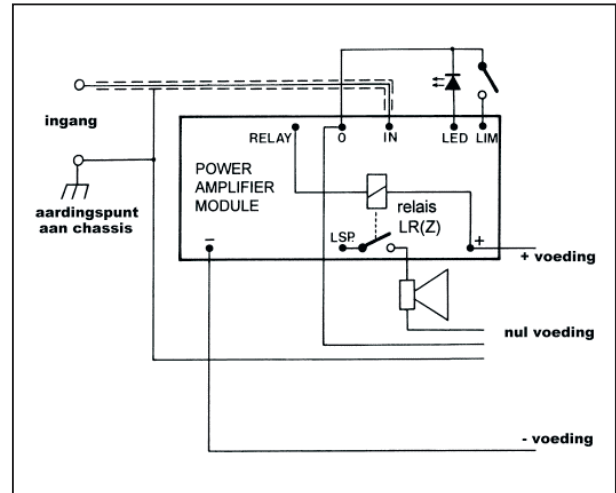 ingang
aardingspunt
aan chassis
RELAY
0
IN
LED
LIM
POWER
AMPLIFIER
MODULE
relais
LR(Z)
LSP.
–
+
+ voeding
nul voeding
- voeding